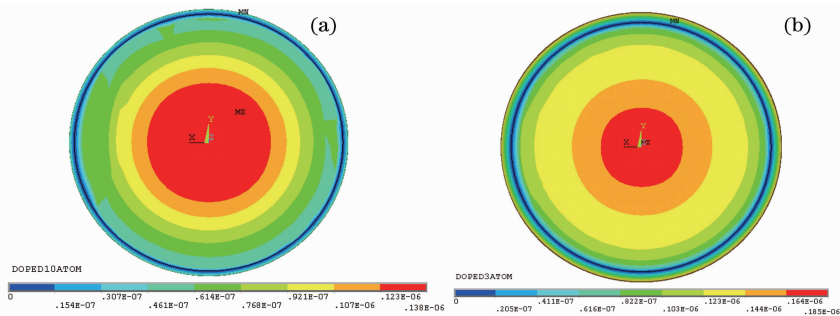 (a)
MN
MX
Y
X Z
DOPED10ATOM
0 .307E-07 .614E-07 .921E-07 .123E-06
.154E-07 .461E-07 .768E-07 .107E-06 .138E-06
(b)
MN
Y
X MX
DOPED3ATOM
0 .411E-07 .822E-07 .123E-06 .164E-06
.205E-07 .616E-07 .103E-06 .144E-06 .185E-06